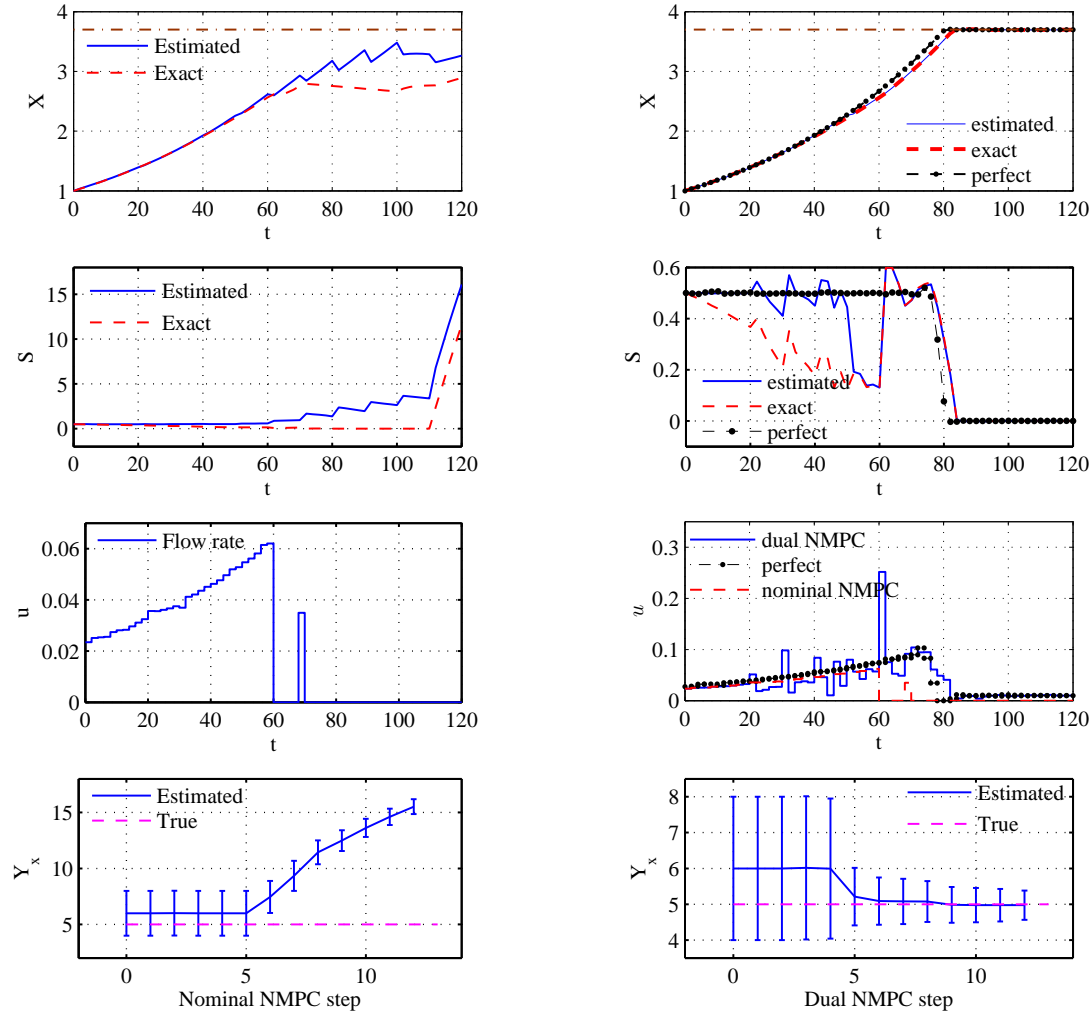 4
3
2
1
X
Estimated
Exact
0 20 40 60 80 100 120
t
4
3
2
1
X
estimated
exact
perfect
0 20 40 60 80 100 120
t
15
10
5
0
S
Estimated
Exact
0 20 40 60 80 100 120
t
0.6
0.4
0.2
0
S
estimated
exact
perfect
0 20 40 60 80 100 120
t
0.06
0.04
0.02
0
u
Flow rate
0 20 40 60 80 100 120
t
0.3
0.2
0.1
0
u
dual NMPC
perfect
nominal NMPC
0 20 40 60 80 100 120
t
15
10
5
Y_x
Estimated
True
0 5 10
Nominal NMPC step
8
7
6
5
4
Y_x
Estimated
True
0 5 10
Dual NMPC step